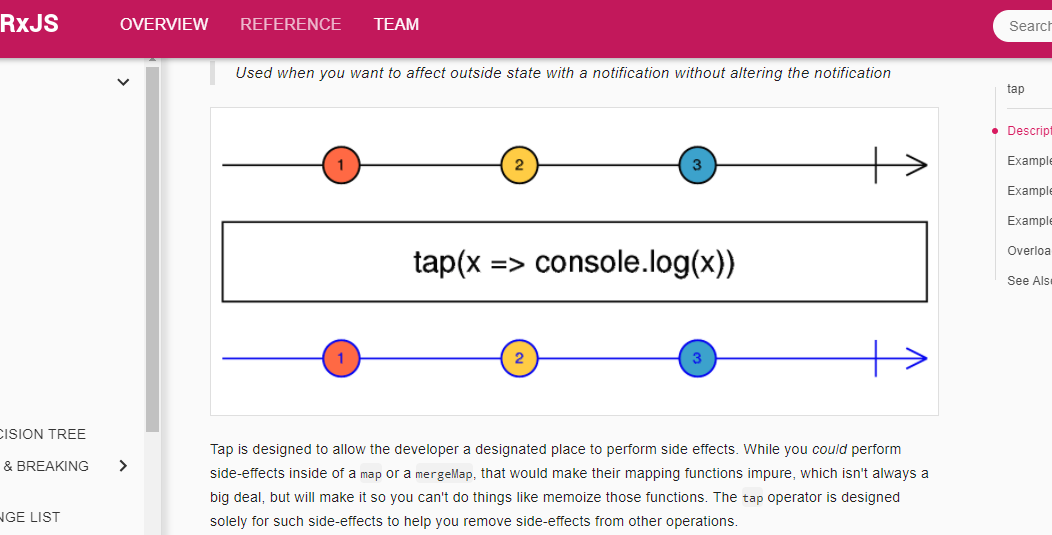 RxJS
OVERVIEW
REFERENCE
TEAM
Search
Used when you want to affect outside state with a notification without altering the notification
tap
1
2
3
tap(x => console.log(x))
1
2
3
Tap is designed to allow the developer a designated place to perform side effects. While you could perform
side-effects inside of a map or a mergeMap, that would make their mapping functions impure, which isn't always a
big deal, but will make it so you can't do things like memoize those functions. The tap operator is designed
solely for such side-effects to help you remove side-effects from other operations.
CISION TREE
& BREAKING
NGE LIST
Descript
Example
Example
Example
Overloa
See Also